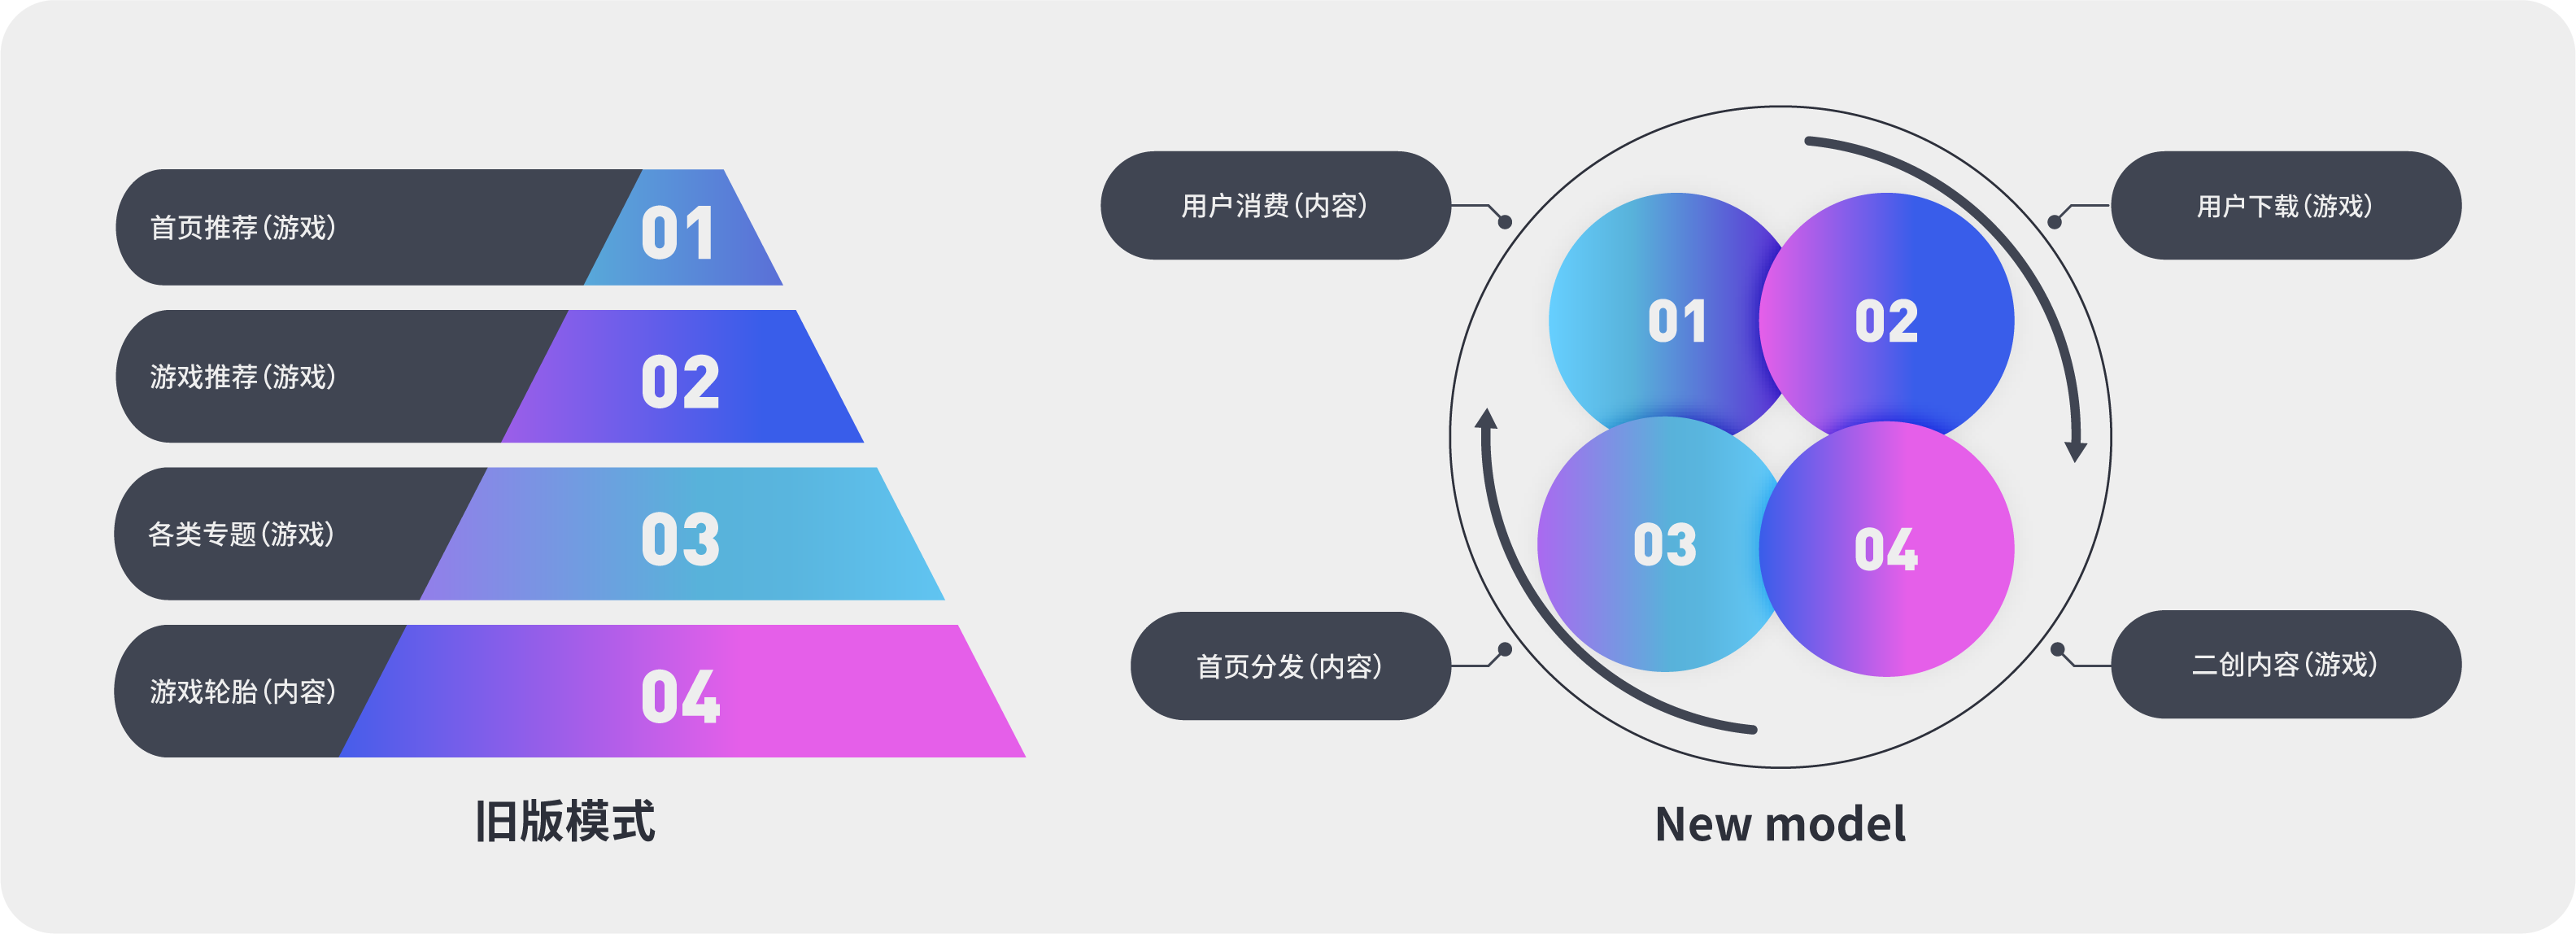 首页推荐(游戏)
01
游戏推荐(游戏)
02
各类专题(游戏)
03
游戏轮胎(内容)
04
旧版模式
用户消费(内容)
用户下载(游戏)
01
02
03
04
首页分发(内容)
二创内容(游戏)
New model